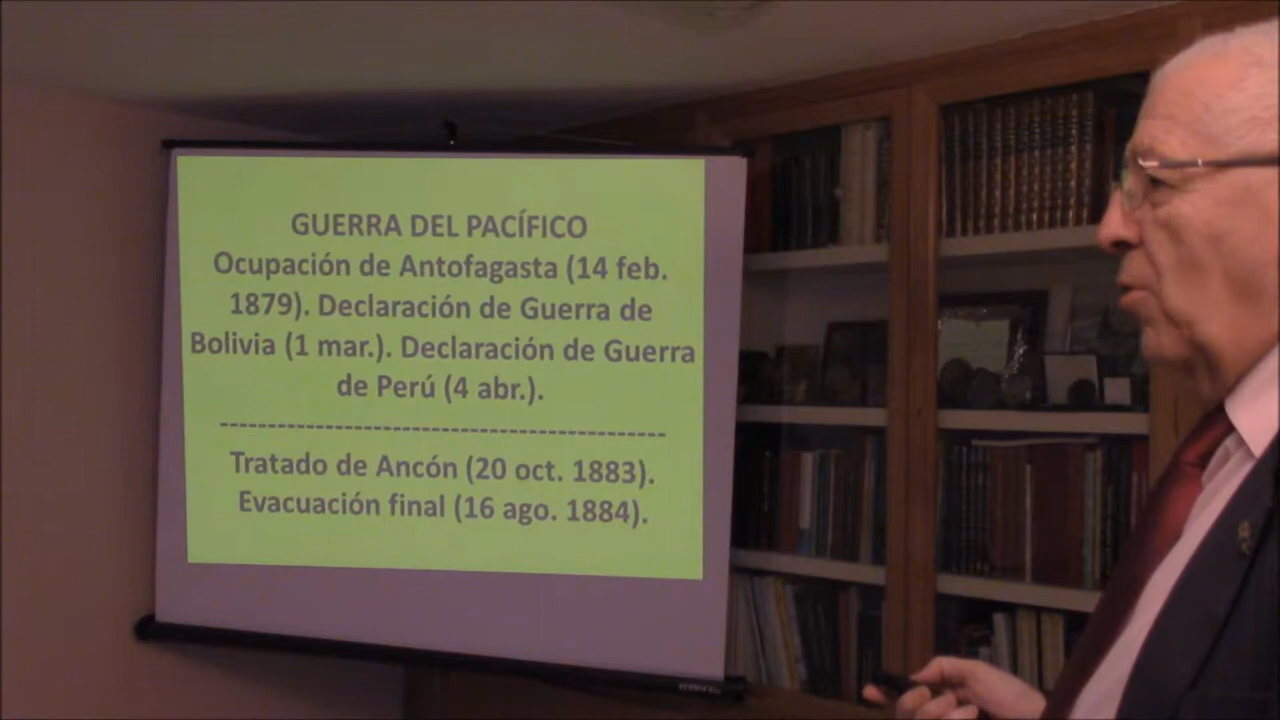 GUERRA DEL PACÍFICO
Ocupación de Antofagasta (14 feb.
1879). Declaración de Guerra de
Bolivia (1 mar.). Declaración de Guerra
de Perú (4 abr.).
-----------------------------------------------
Tratado de Ancón (20 oct. 1883).
Evacuación final (16 ago. 1884).